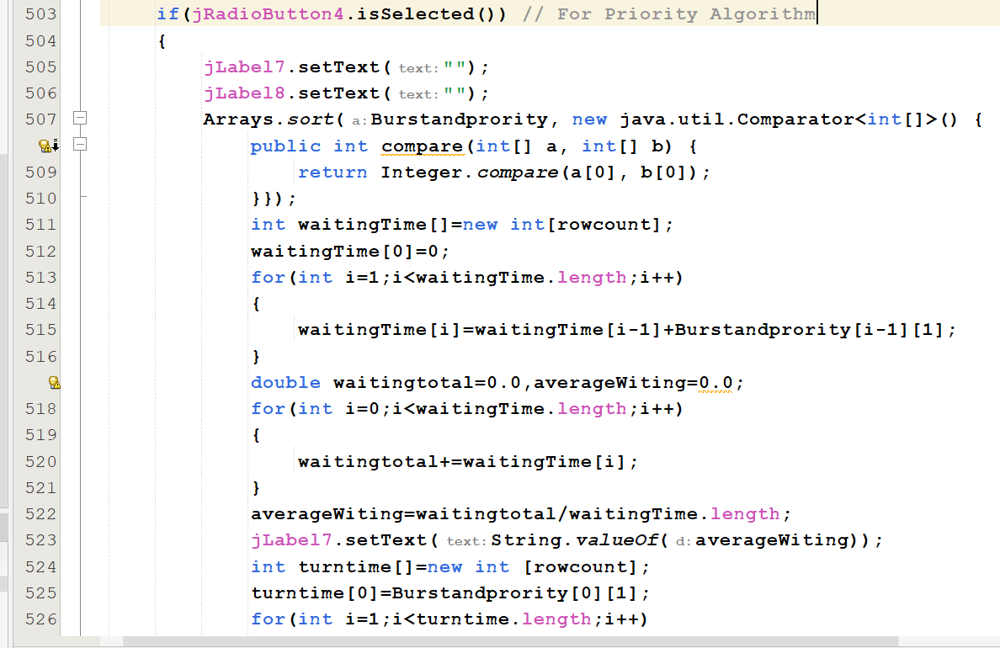 503 if(jRadioButton4.isSelected()) // For Priority Algorithm
504 {
505 jLabel7.setText( text: "");
506 jLabel8.setText( text: "");
507 Arrays.sort( a: Burstandprority, new java.util.Comparator<int[]>() {
public int compare(int[] a, int[] b) {
509 return Integer.compare(a[0], b[0]);
510 }});
511 int waitingTime[]=new int[rowcount];
512 waitingTime[0]=0;
513 for(int i=1;i<waitingTime.length;i++)
514 {
515 waitingTime[i]=waitingTime[i-1]+Burstandprority[i-1][1];
516 }
double waitingtotal=0.0,averageWiting=0.0;
518 for(int i=0;i<waitingTime.length;i++)
519 {
520 waitingtotal+=waitingTime[i];
521 }
522 averageWiting=waitingtotal/waitingTime.length;
523 jLabel7.setText( text: String.valueOf( d: averageWiting));
524 int turntime[]=new int [rowcount];
525 turntime[0]=Burstandprority[0][1];
526 for(int i=1;i<turntime.length;i++)